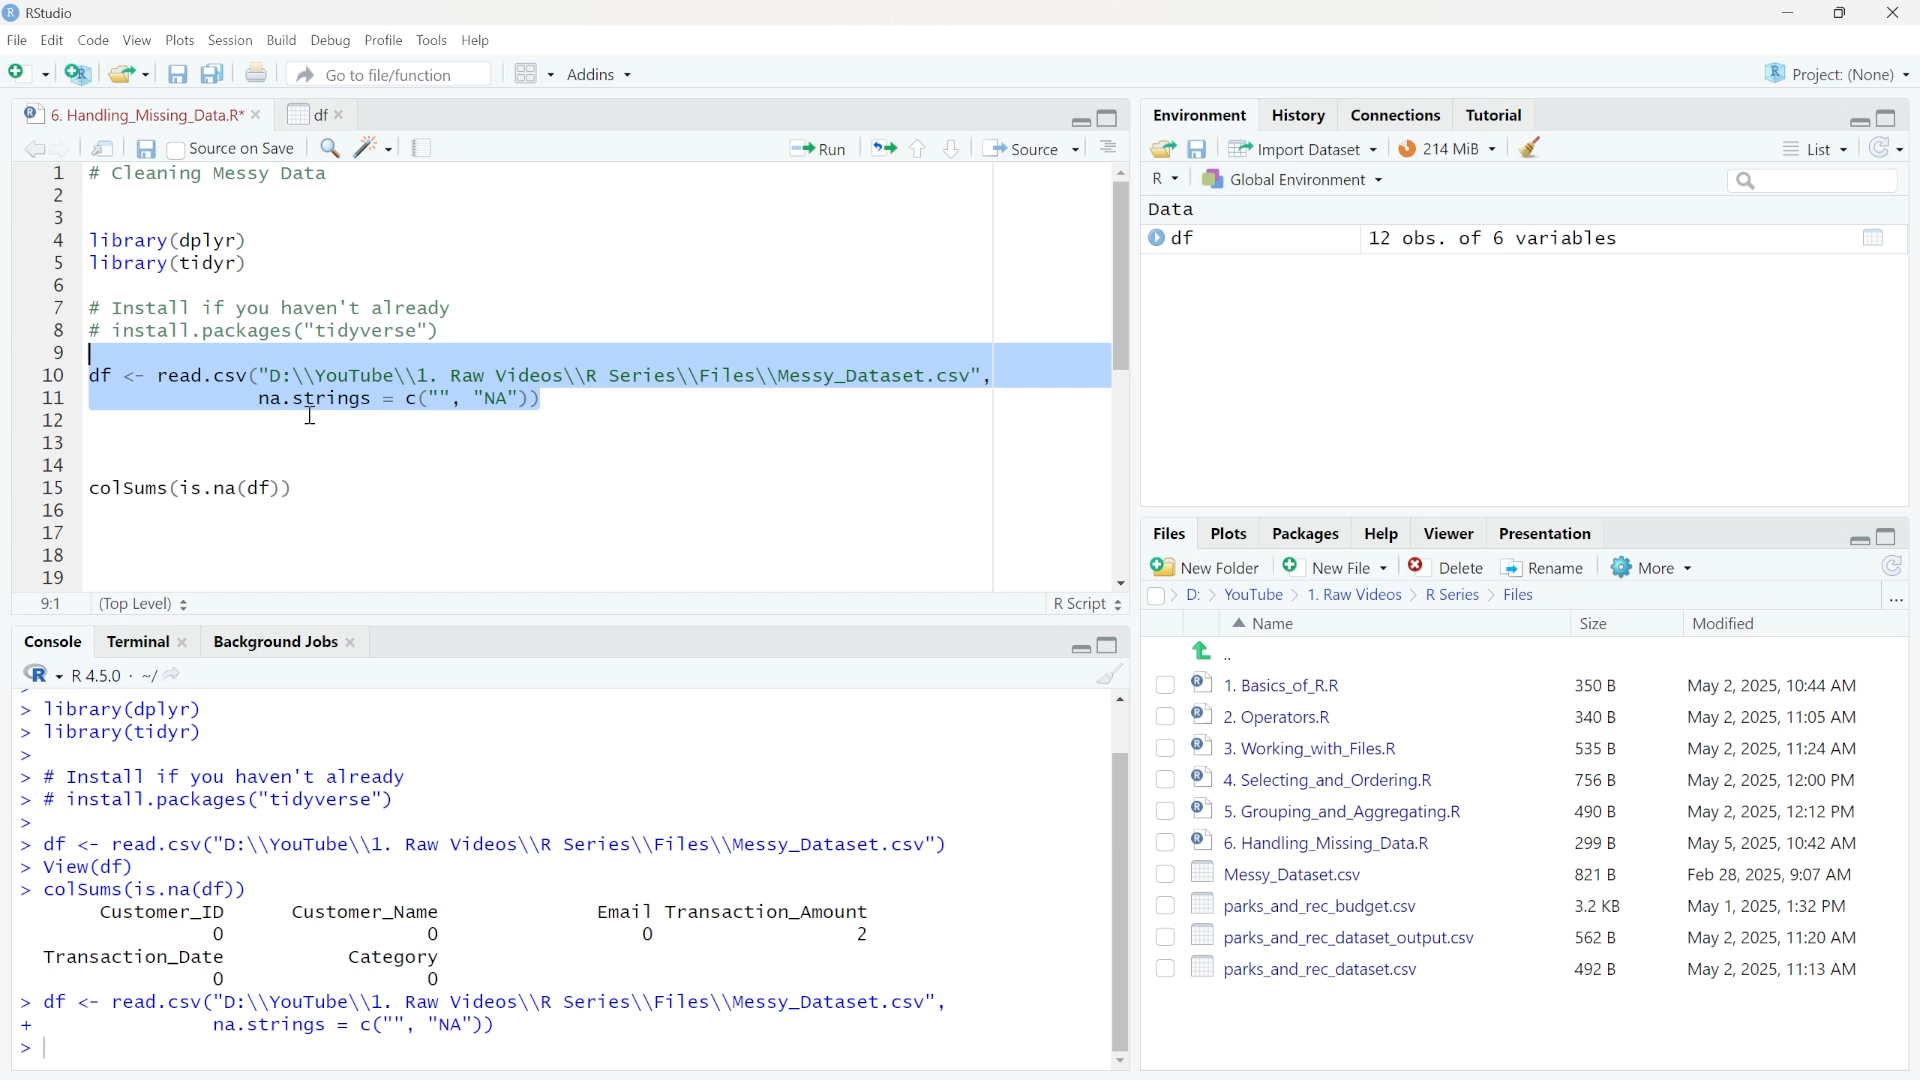 RStudio
File Edit Code View Plots Session Build Debug Profile Tools Help
Go to file/function Addins Project: (None)
6. Handling_Missing_Data.R* df
Source on Save Run Source
1 # Cleaning Messy Data
2
3
4 library(dplyr)
5 library(tidyr)
6
7 # Install if you haven't already
8 # install.packages("tidyverse")
9
10 df <- read.csv("D:\\YouTube\\1. Raw Videos\\R Series\\Files\\Messy_Dataset.csv",
11 na.strings = c("", "NA"))
12
13
14
15 colSums(is.na(df))
16
17
18
19
9:1 (Top Level) R Script
Console Terminal Background Jobs
R 4.5.0 · ~/
>
> library(dplyr)
> library(tidyr)
>
> # Install if you haven't already
> # install.packages("tidyverse")
>
> df <- read.csv("D:\\YouTube\\1. Raw Videos\\R Series\\Files\\Messy_Dataset.csv")
> View(df)
> colSums(is.na(df))
Customer_ID Customer_Name Email Transaction_Amount
0 0 0 2
Transaction_Date Category
0 0
> df <- read.csv("D:\\YouTube\\1. Raw Videos\\R Series\\Files\\Messy_Dataset.csv",
+ na.strings = c("", "NA"))
>
Environment History Connections Tutorial
Import Dataset 214 MiB List
R Global Environment
Data
df 12 obs. of 6 variables
Files Plots Packages Help Viewer Presentation
New Folder New File Delete Rename More
D: > YouTube > 1. Raw Videos > R Series > Files ...
Name Size Modified
..
1. Basics_of_R.R 350 B May 2, 2025, 10:44 AM
2. Operators.R 340 B May 2, 2025, 11:05 AM
3. Working_with_Files.R 535 B May 2, 2025, 11:24 AM
4. Selecting_and_Ordering.R 756 B May 2, 2025, 12:00 PM
5. Grouping_and_Aggregating.R 490 B May 2, 2025, 12:12 PM
6. Handling_Missing_Data.R 299 B May 5, 2025, 10:42 AM
Messy_Dataset.csv 821 B Feb 28, 2025, 9:07 AM
parks_and_rec_budget.csv 3.2 KB May 1, 2025, 1:32 PM
parks_and_rec_dataset_output.csv 562 B May 2, 2025, 11:20 AM
parks_and_rec_dataset.csv 492 B May 2, 2025, 11:13 AM